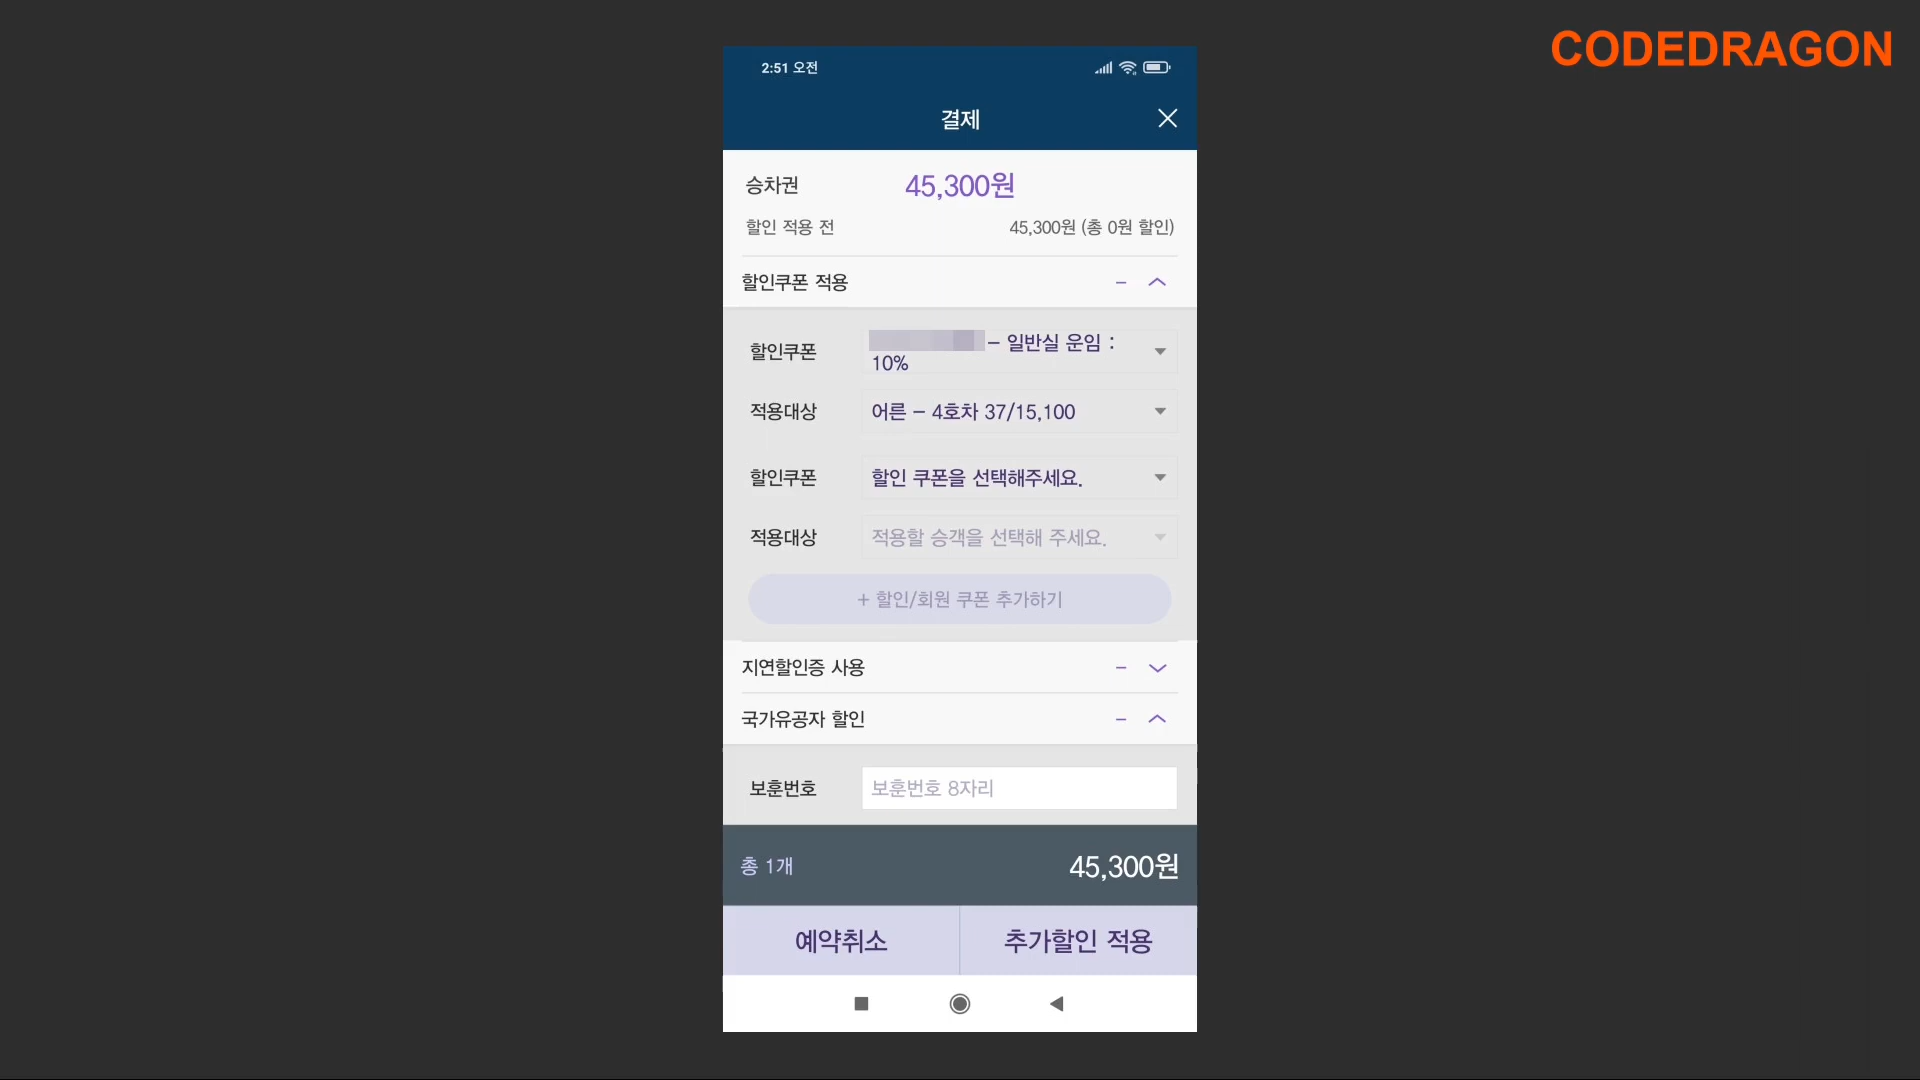 CODEDRAGON
2:51 오전
결제
승차권 45,300원
할인 적용 전 45,300원 (총 0원 할인)
할인쿠폰 적용 -
할인쿠폰 - 일반실 운임 :
10%
적용대상 어른 - 4호차 37/15,100
할인쿠폰 할인 쿠폰을 선택해주세요.
적용대상 적용할 승객을 선택해 주세요.
+ 할인/회원 쿠폰 추가하기
지연할인증 사용 -
국가유공자 할인 -
보훈번호 보훈번호 8자리
총 1개 45,300원
예약취소 추가할인 적용